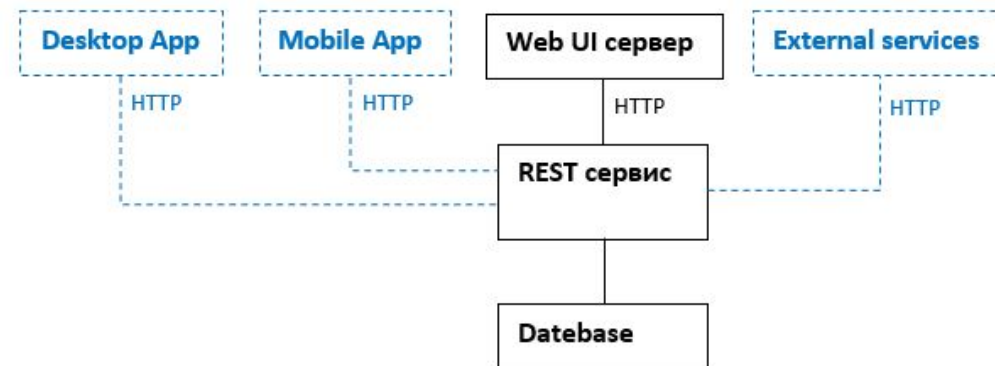 Desktop App
Mobile App
Web UI сервер
External services
HTTP
HTTP
HTTP
HTTP
REST сервис
Datebase